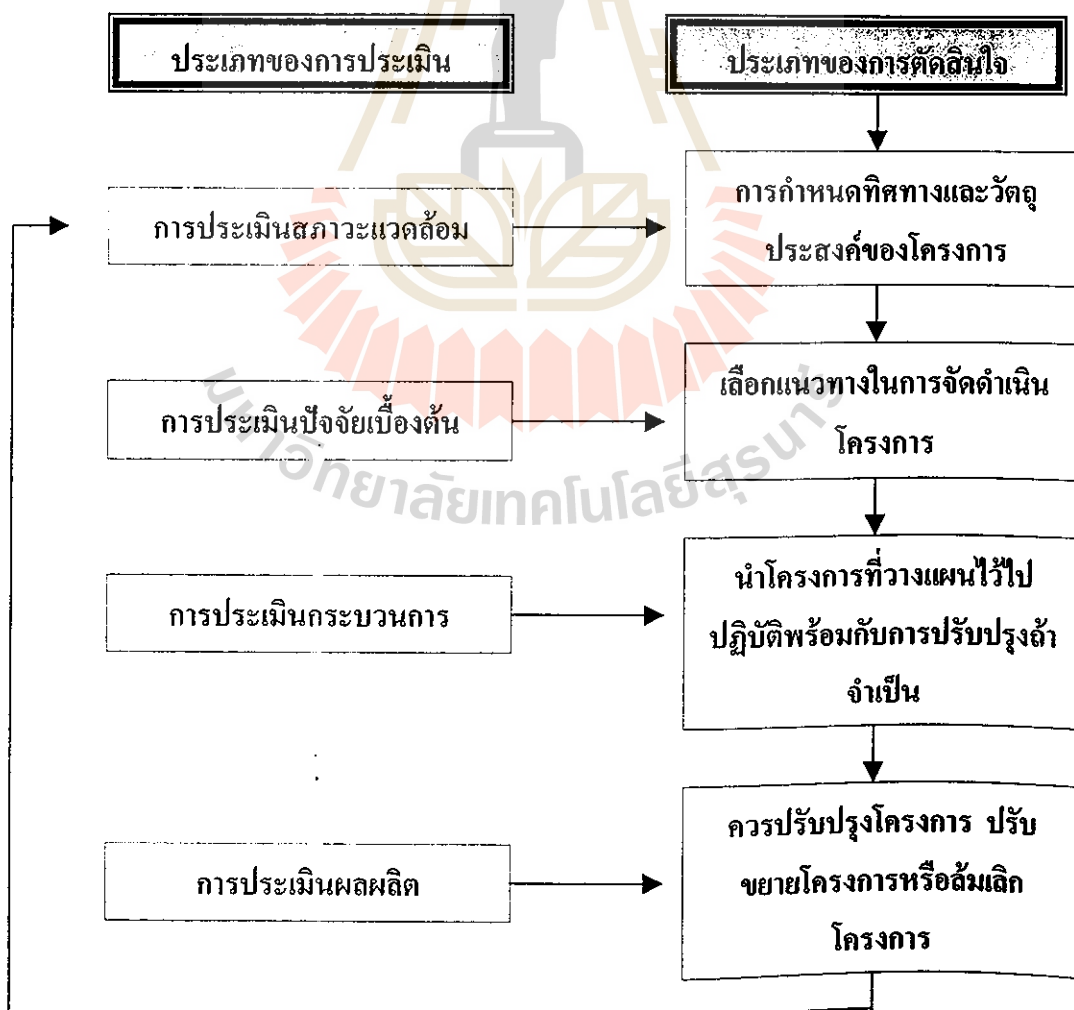 ประเภทของการประเมิน
ประเภทของการตัดสินใจ
การประเมินสภาวะแวดล้อม
การกำหนดทิศทางและวัตถุ
ประสงค์ของโครงการ
การประเมินปัจจัยเบื้องต้น
เลือกแนวทางในการจัดดำเนิน
โครงการ
มหาวิทยาลัยเทคโนโลยีสุรนารี
การประเมินกระบวนการ
นำโครงการที่วางแผนไว้ไป
ปฏิบัติพร้อมกับการปรับปรุงถ้า
จำเป็น
การประเมินผลผลิต
ควรปรับปรุงโครงการ ปรับ
ขยายโครงการหรือล้มเลิก
โครงการ